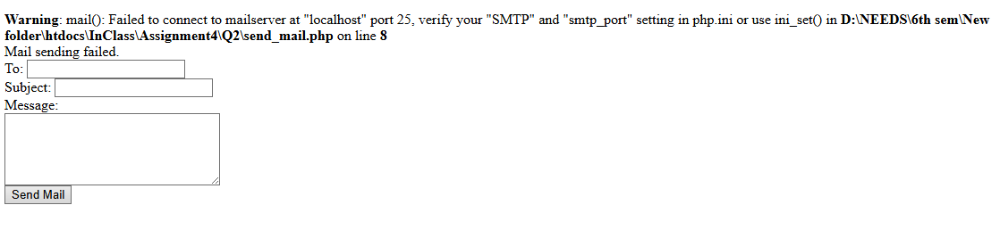 Warning: mail(): Failed to connect to mailserver at "localhost" port 25, verify your "SMTP" and "smtp_port" setting in php.ini or use ini_set() in D:\NEEDS\6th sem\New
folder\htdocs\InClass\Assignment4\Q2\send_mail.php on line 8
Mail sending failed.
To:
Subject:
Message:
Send Mail